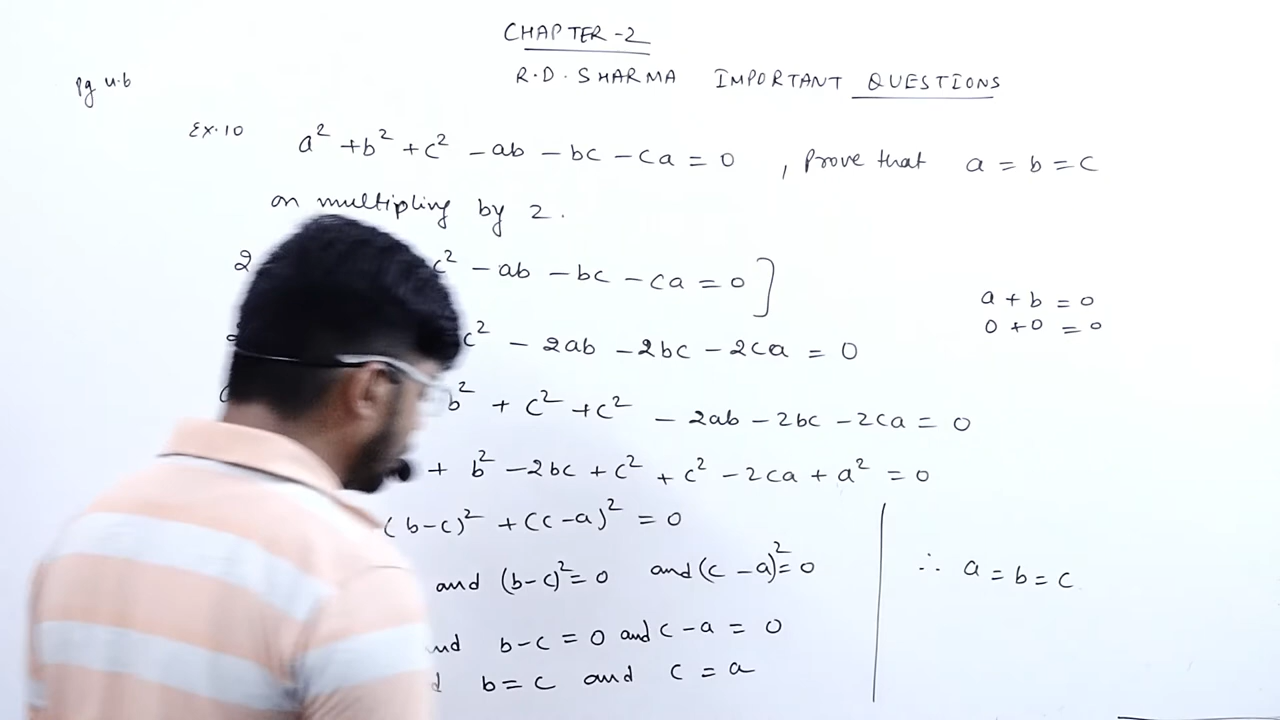 CHAPTER-2
Pg 4.6
R.D. SHARMA IMPORTANT QUESTIONS
Ex.10 a² + b² + c² - ab - bc - ca = 0 , Prove that a = b = c
on multipling by 2.
2 c² - ab - bc - ca = 0]
a + b = 0
0 + 0 = 0
c² - 2ab - 2bc - 2ca = 0
b² + c² + c² - 2ab - 2bc - 2ca = 0
+ b² - 2bc + c² + c² - 2ca + a² = 0
(b-c)² + (c-a)² = 0
and (b-c)² = 0 and (c-a)² = 0
∴ a = b = c
b-c = 0 and c-a = 0
b = c and c = a